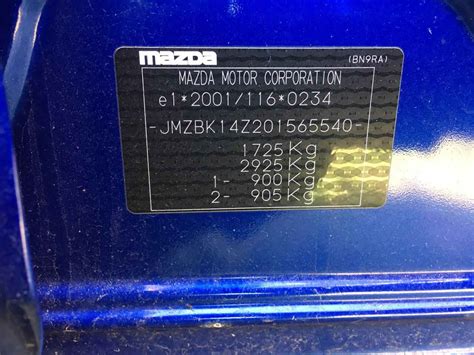 mazda (BN9RA)
MAZDA MOTOR CORPORATION
e1*2001/116*0234
-JMZBK14Z201565540-
1725Kg
2925Kg
1- 900Kg
2- 905Kg